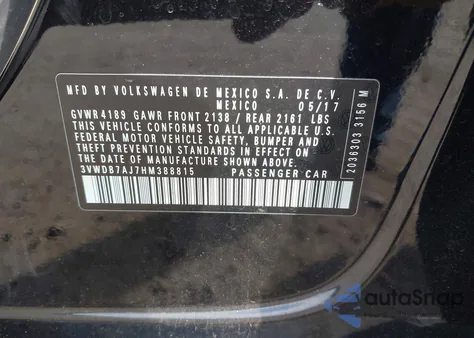 MFD BY VOLKSWAGEN DE MEXICO S.A. DE C.V.
MEXICO 05/17
GVWR 4189 GAWR FRONT 2138 / REAR 2161 LBS
THIS VEHICLE CONFORMS TO ALL APPLICABLE U.S.
FEDERAL MOTOR VEHICLE SAFETY, BUMPER AND
THEFT PREVENTION STANDARDS IN EFFECT ON
THE DATE OF MANUFACTURE SHOWN ABOVE
3VWDB7AJ7HM388815 PASSENGER CAR
2036303 3156 M
autoSnap